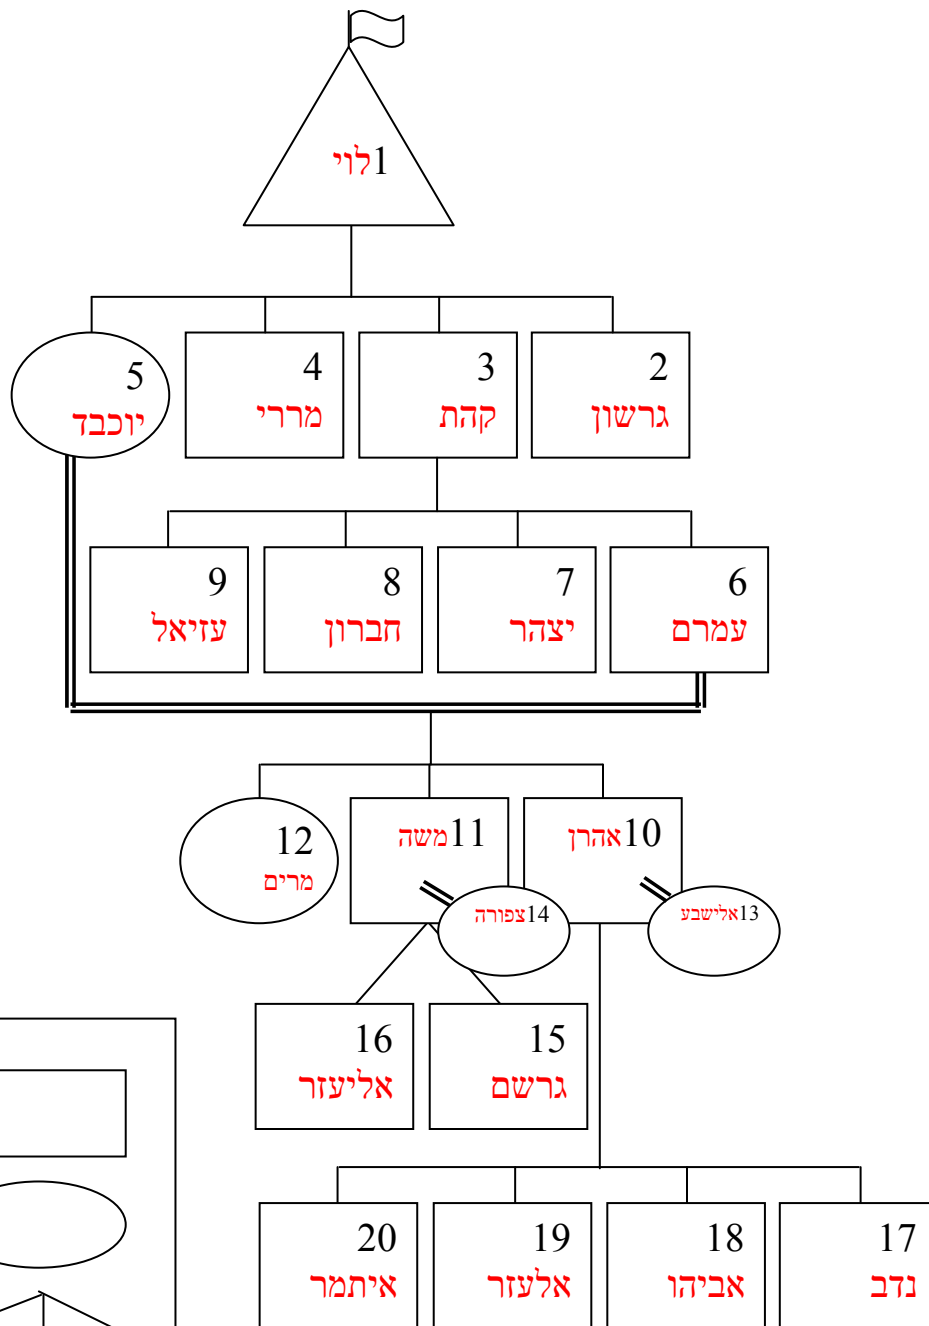 1לוי
2
גרשון
3
קהת
4
מררי
5
יוכבד
6
עמרם
7
יצהר
8
חברון
9
עזיאל
10אהרן
11משה
12
מרים
13אלישבע
14צפורה
15
גרשם
16
אליעזר
17
נדב
18
אביהו
19
אלעזר
20
איתמר